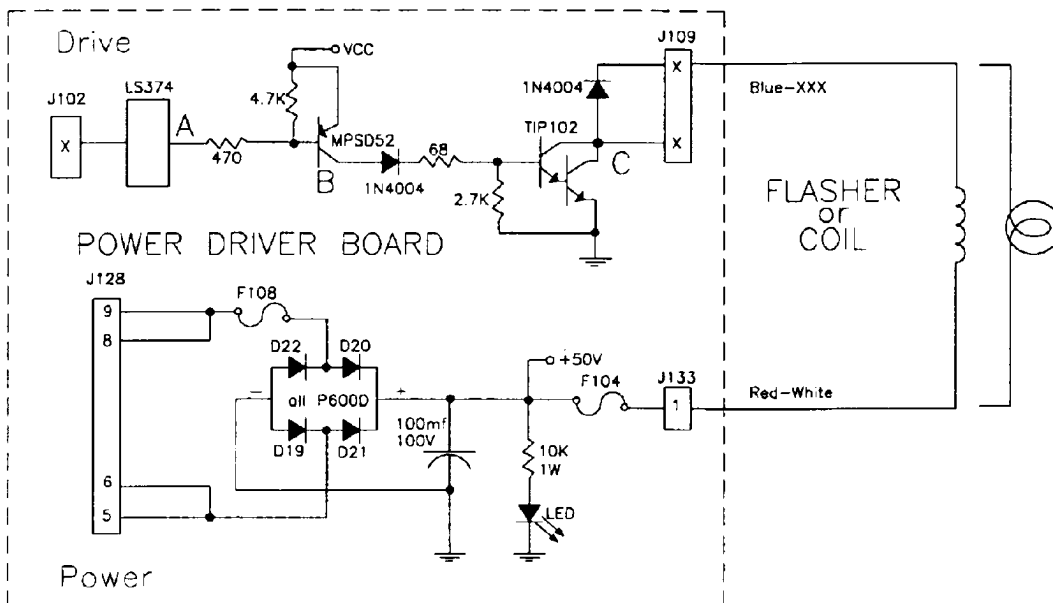 Drive
J109
VCC
J102
LS374
4.7K
1N4004
Blue-XXX
X
A
MPSD52
TIP102
X
470
68
X
B
1N4004
C
2.7K
FLASHER
or
COIL
POWER DRIVER BOARD
J128
F108
9
8
D22
D20
+50V
F104
J133
Red-White
-
all
P600D
+
1
100mf
100V
10K
1W
D19
D21
6
5
LED
Power